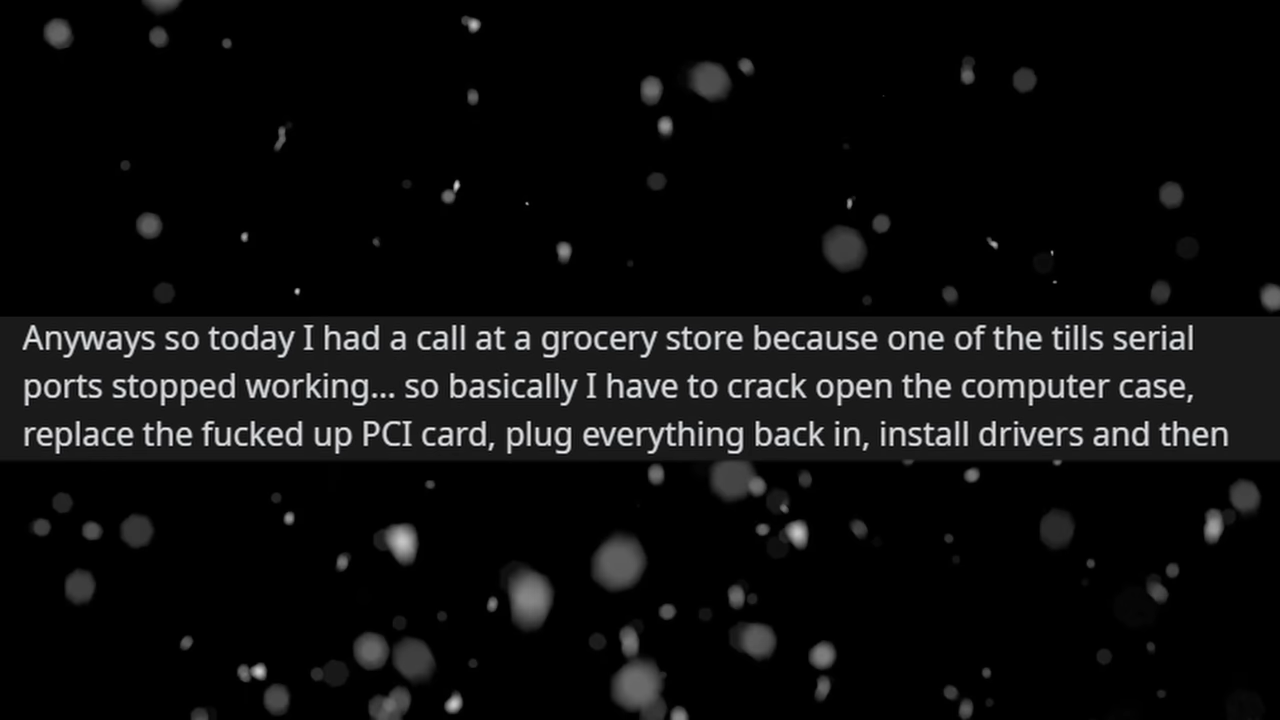 Anyways so today I had a call at a grocery store because one of the tills serial
ports stopped working... so basically I have to crack open the computer case,
replace the fucked up PCI card, plug everything back in, install drivers and then